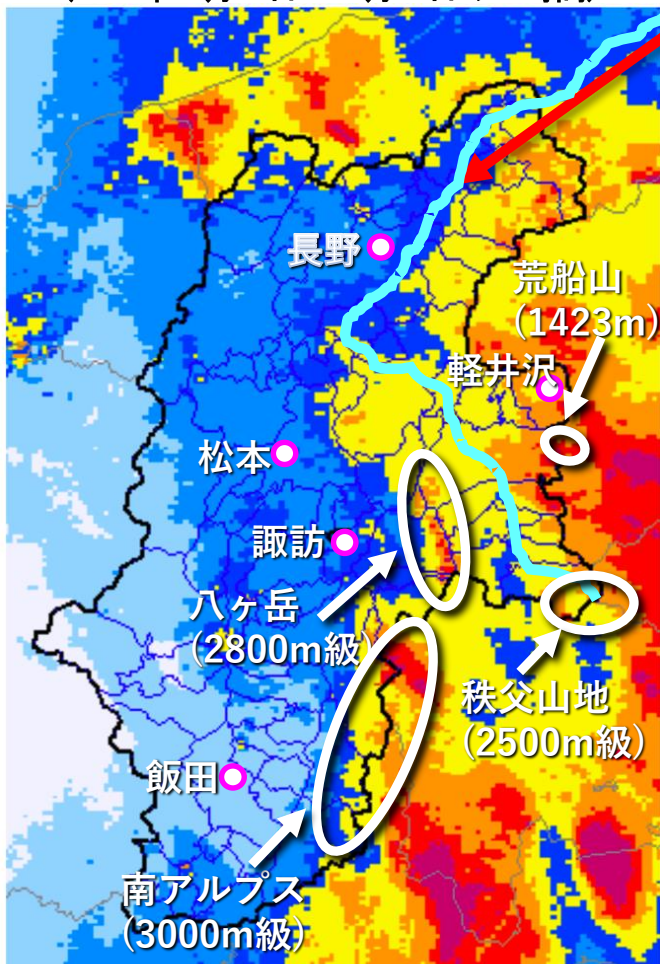 長野
荒船山
(1423m)
軽井沢
松本
諏訪
八ヶ岳
(2800m級)
秩父山地
(2500m級)
飯田
南アルプス
(3000m級)